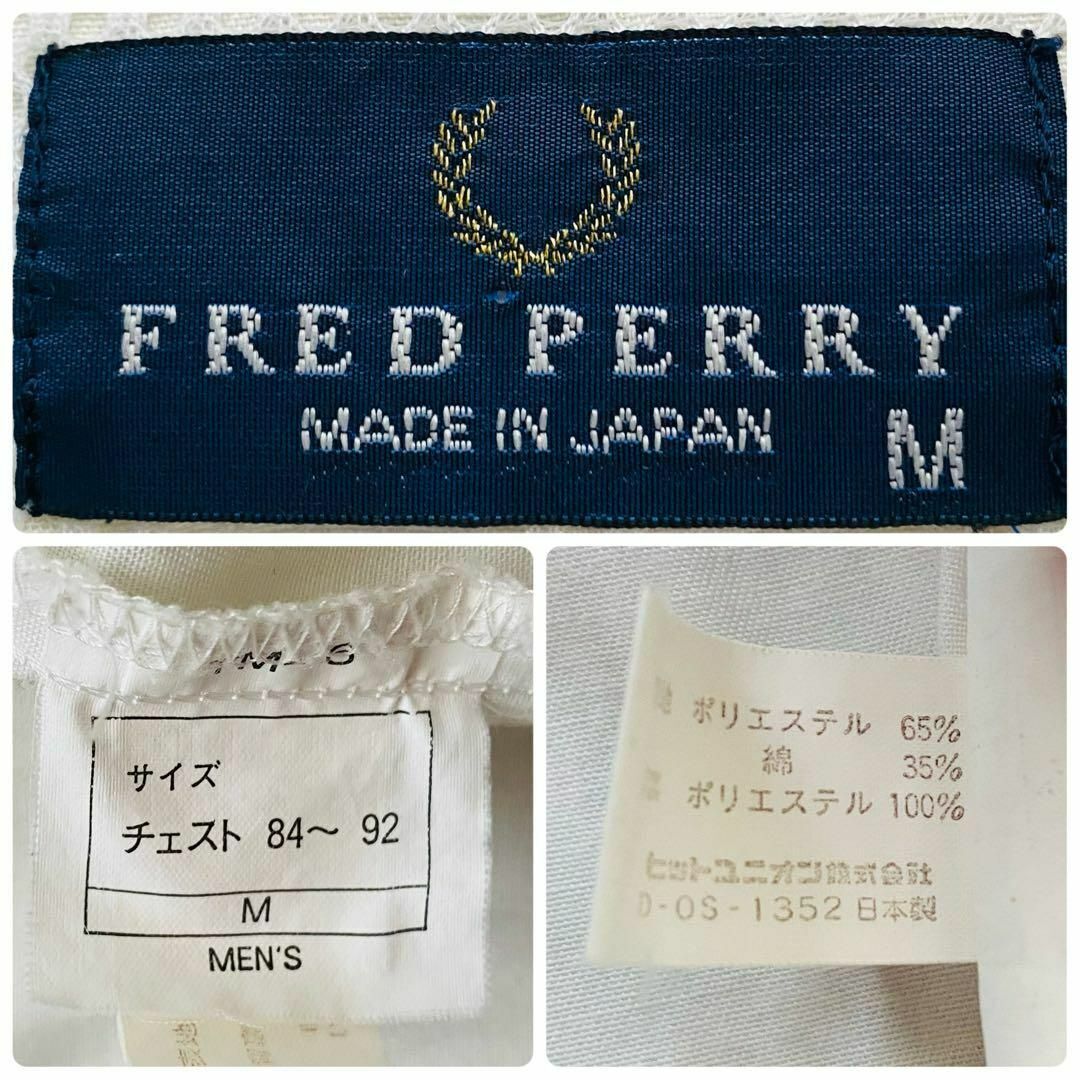 FRED PERRY
MADE IN JAPAN M
サイズ
チェスト 84～ 92
M
MEN'S
ポリエステル 65%
綿 35%
ポリエステル 100%
ヒットユニオン株式会社
D-OS-1352 日本製